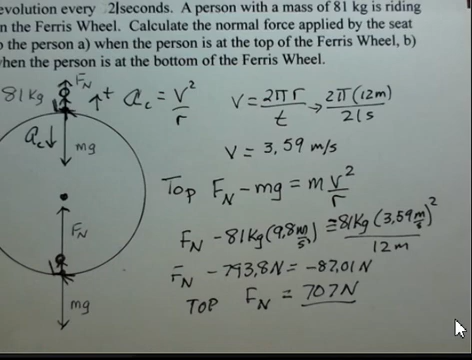 evolution every 21seconds. A person with a mass of 81 kg is riding
n the Ferris Wheel. Calculate the normal force applied by the seat
o the person a) when the person is at the top of the Ferris Wheel, b)
when the person is at the bottom of the Ferris Wheel.
81 Kg
F_N
↑+
a_c = v²/r
v = 2πr/t → 2π(12m)/21s
a_c ↓
mg
v = 3,59 m/s
Top F_N - mg = m v²/r
F_N - 81Kg(9,8 m/s) = 81Kg (3,59 m/s)²/12m
F_N
F_N - 793,8N = -87,01N
TOP F_N = 707N
mg